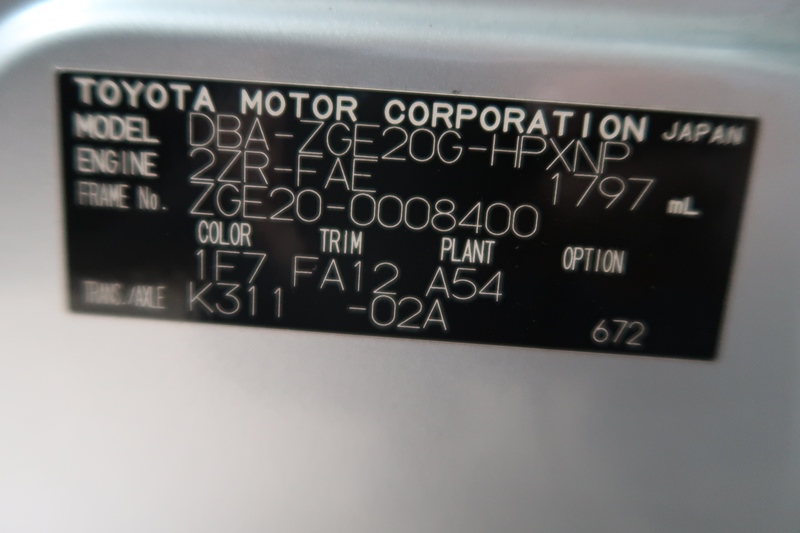 TOYOTA MOTOR CORPORATION JAPAN
MODEL DBA-ZGE20G-HPXNP
ENGINE 2ZR-FAE 1797 mL
FRAME No. ZGE20-0008400
COLOR TRIM PLANT OPTION
1F7 FA12 A54
TRANS./AXLE K311 -02A 672